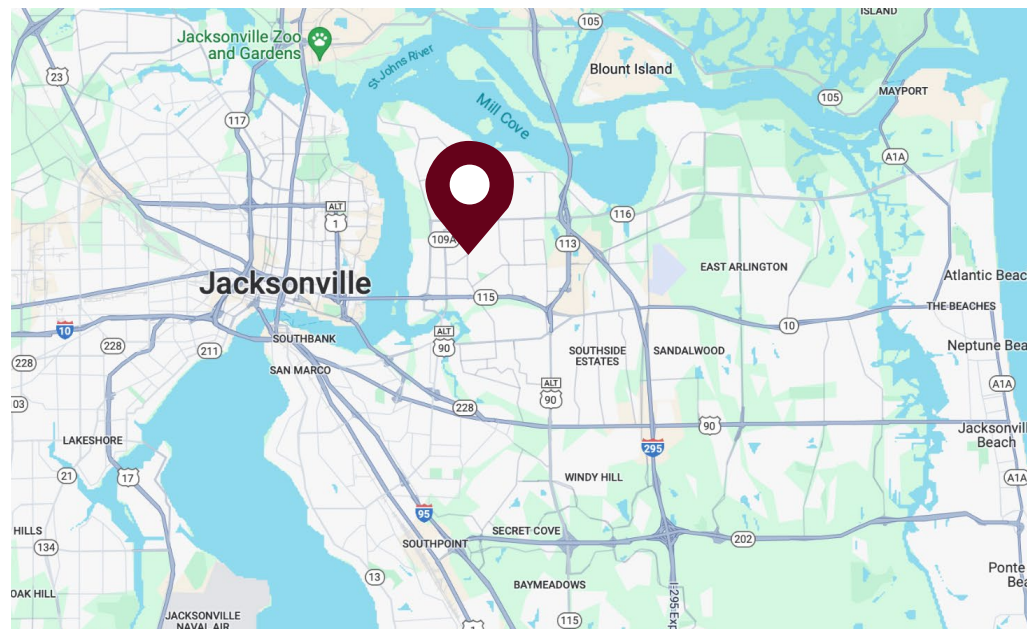 ISLAND
105
Jacksonville Zoo
and Gardens
St Johns River
23
Blount Island
MAYPORT
105
Mill Cove
117
A1A
ALT
1
116
109A
113
EAST ARLINGTON
Jacksonville
Atlantic Beac
115
THE BEACHES
10
10
ALT
90
228
211
SOUTHBANK
Neptune Bea
SOUTHSIDE
ESTATES
SANDALWOOD
228
SAN MARCO
ALT
90
A1A
03
228
90
Jacksonvill
Beach
LAKESHORE
295
21
17
WINDY HILL
A1A
95
HILLS
SECRET COVE
202
134
SOUTHPOINT
13
BAYMEADOWS
Ponte
Bea
OAK HILL
I-295 Exp
JACKSONVILLE
NAVAL AIR
115
1